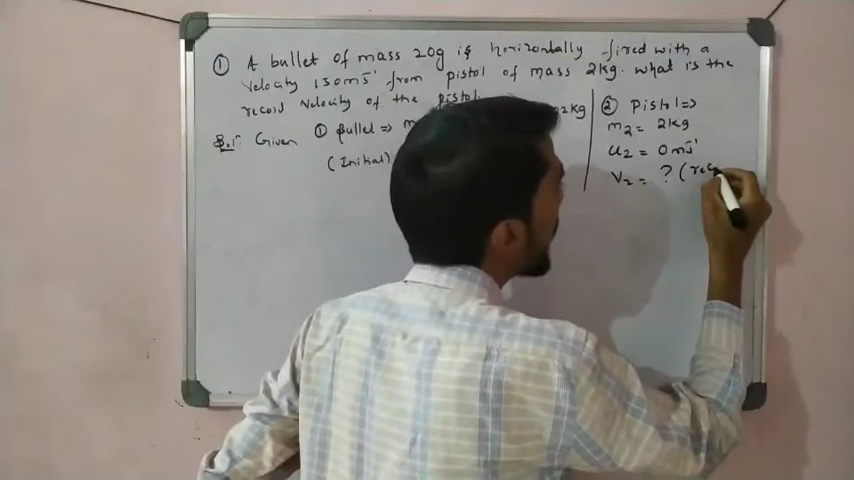 ① A bullet of mass 20g is horizontally fired with a
velocity 150ms⁻¹ from pistol of mass 2kg. what is the
recoil velocity of the pistol.
Sol: Given ① Bullet => m 2kg
(Initial)
② Pistol =>
m₂ = 2kg
u₂ = 0ms⁻¹
V₂ = ? (rec